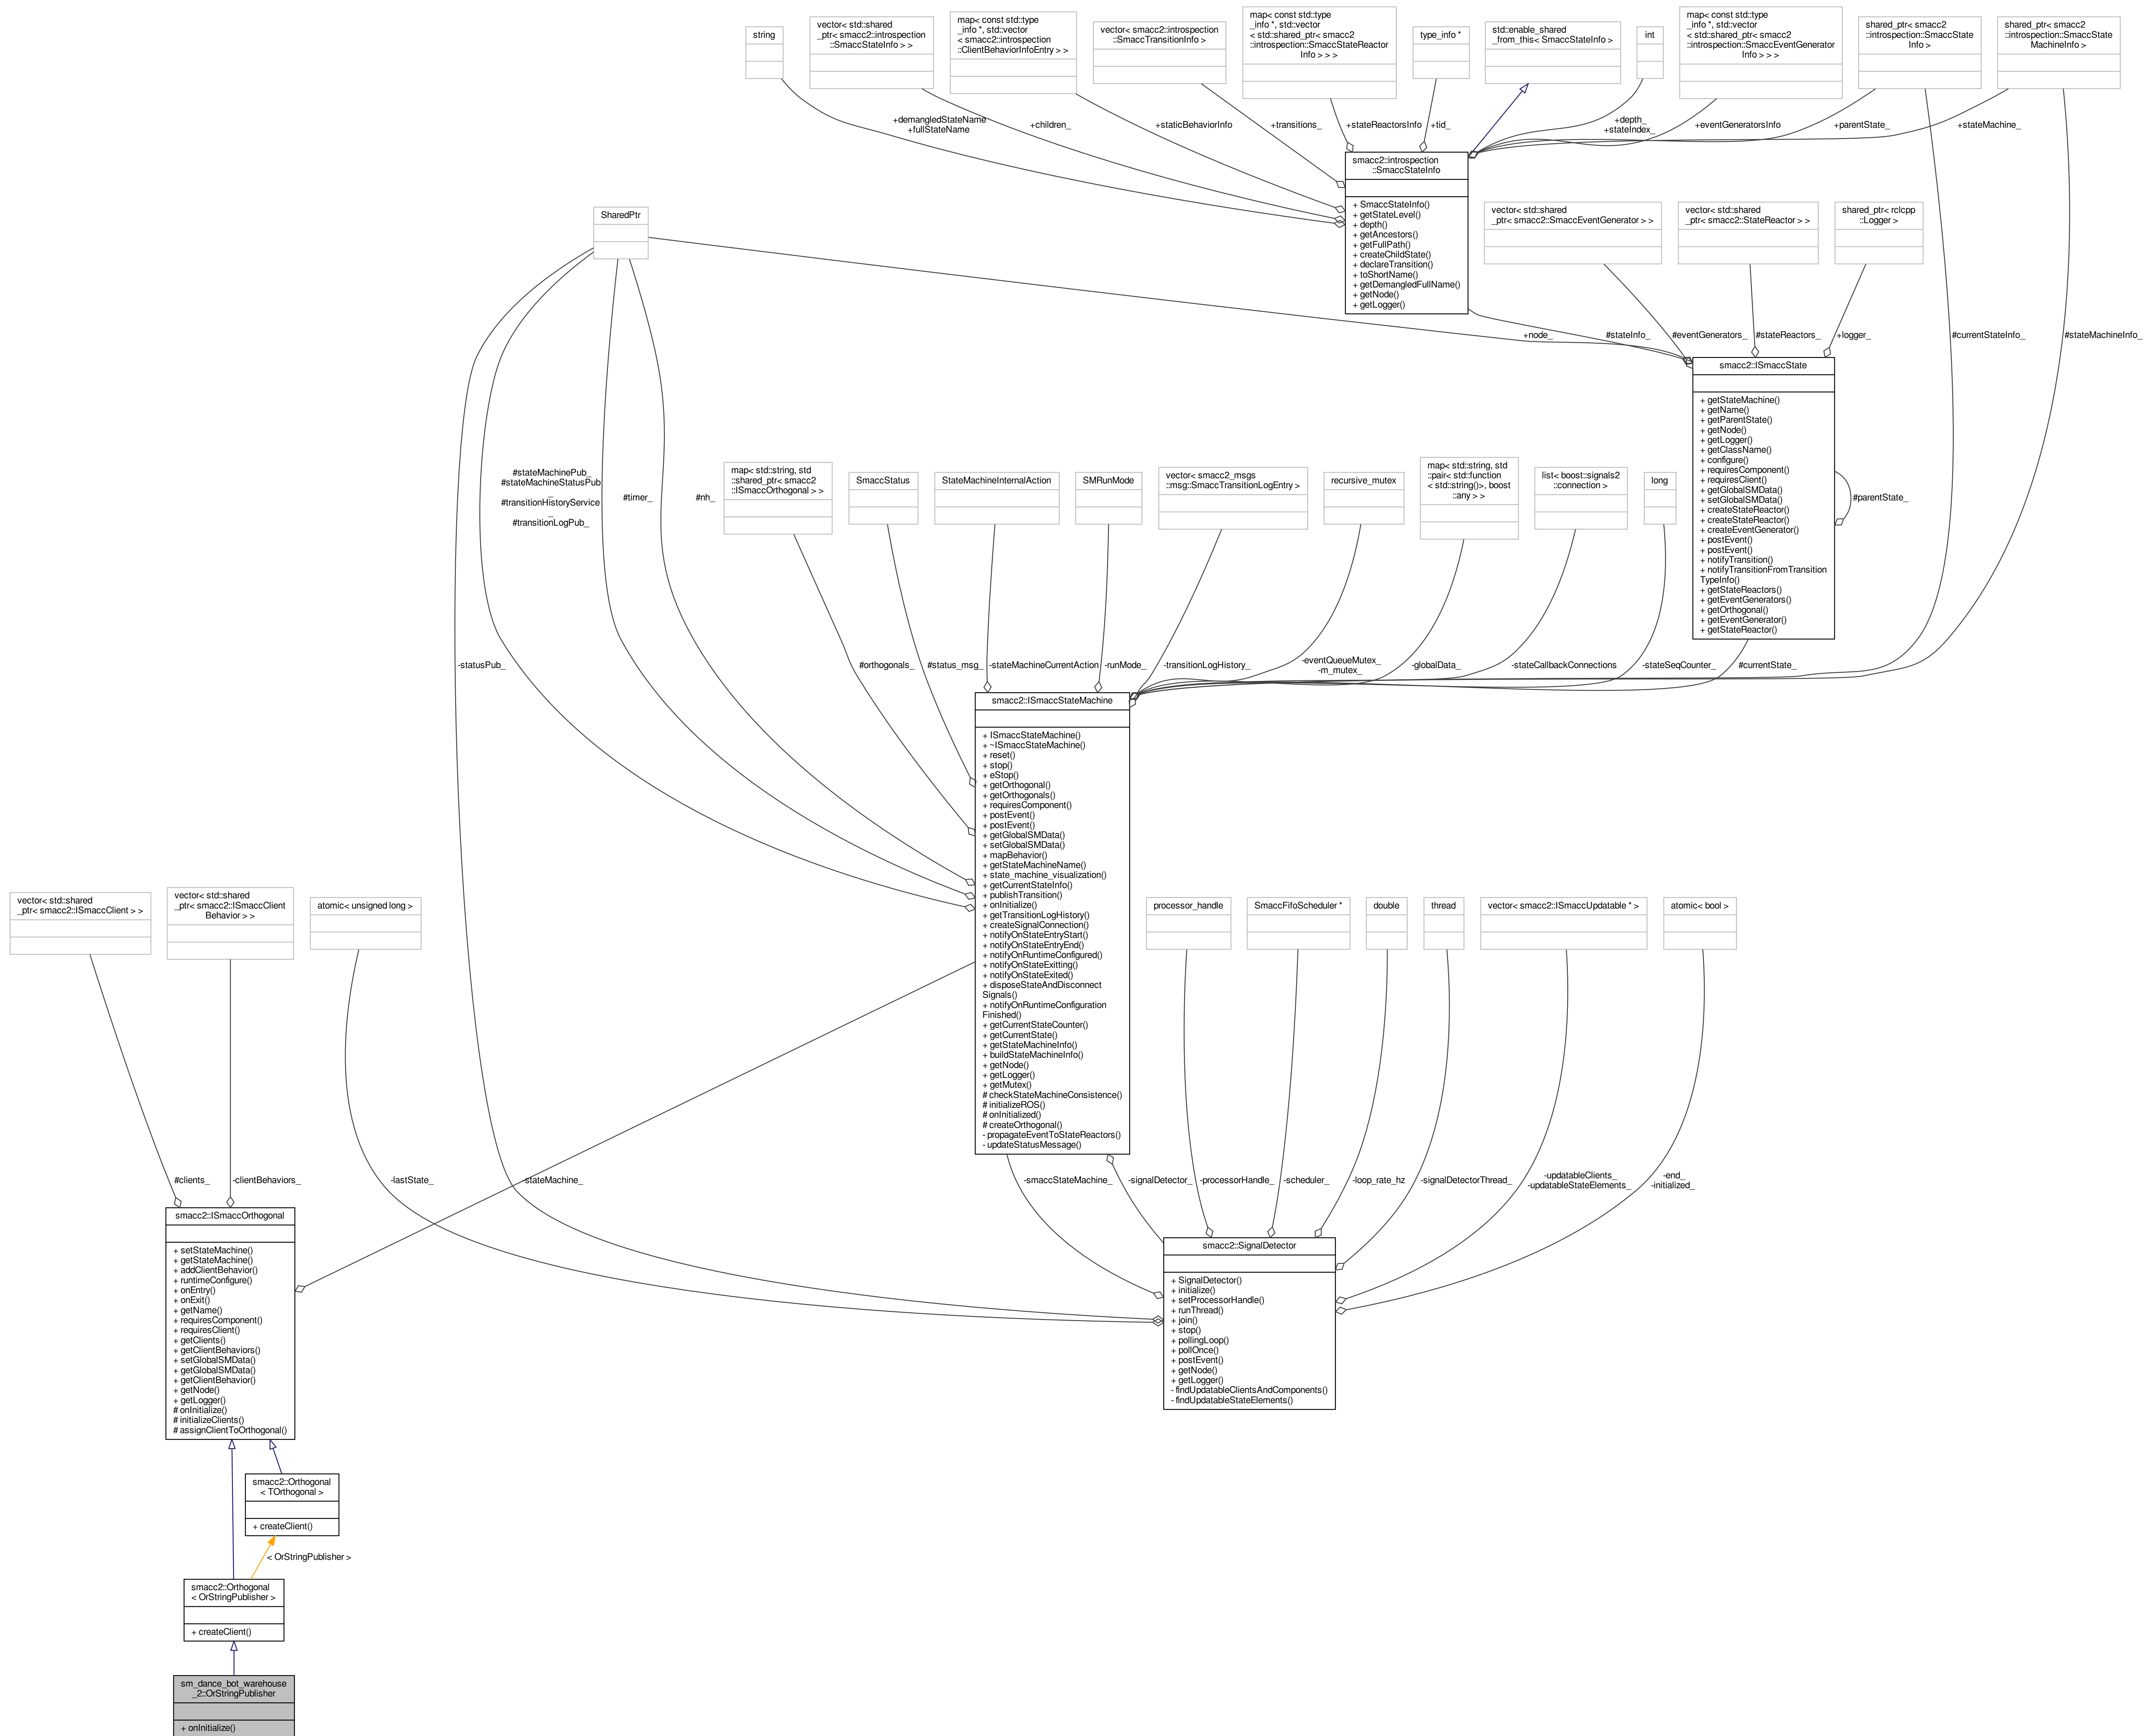 string
vector< std::shared
_ptr< smacc2::introspection
::SmaccStateInfo > >
map< const std::type
_info *, std::vector
< smacc2::introspection
::ClientBehaviorInfoEntry > >
vector< smacc2::introspection
::SmaccTransitionInfo >
map< const std::type
_info *, std::vector
< std::shared_ptr< smacc2
::introspection::SmaccStateReactor
Info > > >
type_info *
std::enable_shared
_from_this< SmaccStateInfo >
int
map< const std::type
_info *, std::vector
< std::shared_ptr< smacc2
::introspection::SmaccEventGenerator
Info > > >
shared_ptr< smacc2
::introspection::SmaccState
Info >
shared_ptr< smacc2
::introspection::SmaccState
MachineInfo >
+demangledStateName
+fullStateName
+children_
+staticBehaviorInfo
+transitions_
+stateReactorsInfo
+tid_
+depth_
+stateIndex_
+eventGeneratorsInfo
+parentState_
+stateMachine_
smacc2::introspection
::SmaccStateInfo
+ SmaccStateInfo()
+ getStateLevel()
+ depth()
+ getAncestors()
+ getFullPath()
+ createChildState()
+ declareTransition()
+ toShortName()
+ getDemangledFullName()
+ getNode()
+ getLogger()
SharedPtr
vector< std::shared
_ptr< smacc2::SmaccEventGenerator > >
vector< std::shared
_ptr< smacc2::StateReactor > >
shared_ptr< rclcpp
::Logger >
+node_
#stateInfo_
#eventGenerators_
#stateReactors_
+logger_
#currentStateInfo_
#stateMachineInfo_
smacc2::ISmaccState
+ getStateMachine()
+ getName()
+ getParentState()
+ getNode()
+ getLogger()
+ getClassName()
+ configure()
+ requiresComponent()
+ requiresClient()
+ getGlobalSMData()
+ setGlobalSMData()
+ createStateReactor()
+ createStateReactor()
+ createEventGenerator()
+ postEvent()
+ postEvent()
+ notifyTransition()
+ notifyTransitionFromTransition
TypeInfo()
+ getStateReactors()
+ getEventGenerators()
+ getOrthogonal()
+ getEventGenerator()
+ getStateReactor()
#parentState_
#stateMachinePub_
#stateMachineStatusPub
_
#transitionHistoryService
_
#transitionLogPub_
#timer_
#nh_
map< std::string, std
::shared_ptr< smacc2
::ISmaccOrthogonal > >
SmaccStatus
StateMachineInternalAction
SMRunMode
vector< smacc2_msgs
::msg::SmaccTransitionLogEntry >
recursive_mutex
map< std::string, std
::pair< std::function
< std::string()>, boost
::any > >
list< boost::signals2
::connection >
long
-statusPub_
#orthogonals_
#status_msg_
-stateMachineCurrentAction
-runMode_
-transitionLogHistory_
-eventQueueMutex_
-m_mutex_
-globalData_
-stateCallbackConnections
-stateSeqCounter_
#currentState_
smacc2::ISmaccStateMachine
+ ISmaccStateMachine()
+ ~ISmaccStateMachine()
+ reset()
+ stop()
+ eStop()
+ getOrthogonal()
+ getOrthogonals()
+ requiresComponent()
+ postEvent()
+ postEvent()
+ getGlobalSMData()
+ setGlobalSMData()
+ mapBehavior()
+ getStateMachineName()
+ state_machine_visualization()
+ getCurrentStateInfo()
+ publishTransition()
+ onInitialize()
+ getTransitionLogHistory()
+ createSignalConnection()
+ notifyOnStateEntryStart()
+ notifyOnStateEntryEnd()
+ notifyOnRuntimeConfigured()
+ notifyOnStateExitting()
+ notifyOnStateExited()
+ disposeStateAndDisconnect
Signals()
+ notifyOnRuntimeConfiguration
Finished()
+ getCurrentStateCounter()
+ getCurrentState()
+ getStateMachineInfo()
+ buildStateMachineInfo()
+ getNode()
+ getLogger()
+ getMutex()
# checkStateMachineConsistence()
# initializeROS()
# onInitialized()
# createOrthogonal()
- propagateEventToStateReactors()
- updateStatusMessage()
vector< std::shared
_ptr< smacc2::ISmaccClient > >
vector< std::shared
_ptr< smacc2::ISmaccClient
Behavior > >
atomic< unsigned long >
processor_handle
SmaccFifoScheduler *
double
thread
vector< smacc2::ISmaccUpdatable * >
atomic< bool >
#clients_
-clientBehaviors_
-lastState_
-stateMachine_
-smaccStateMachine_
-signalDetector_
-processorHandle_
-scheduler_
-loop_rate_hz
-signalDetectorThread_
-updatableClients_
-updatableStateElements_
-end_
-initialized_
smacc2::ISmaccOrthogonal
+ setStateMachine()
+ getStateMachine()
+ addClientBehavior()
+ runtimeConfigure()
+ onEntry()
+ onExit()
+ getName()
+ requiresComponent()
+ requiresClient()
+ getClients()
+ getClientBehaviors()
+ setGlobalSMData()
+ getGlobalSMData()
+ getClientBehavior()
+ getNode()
+ getLogger()
# onInitialize()
# initializeClients()
# assignClientToOrthogonal()
smacc2::SignalDetector
+ SignalDetector()
+ initialize()
+ setProcessorHandle()
+ runThread()
+ join()
+ stop()
+ pollingLoop()
+ pollOnce()
+ postEvent()
+ getNode()
+ getLogger()
- findUpdatableClientsAndComponents()
- findUpdatableStateElements()
smacc2::Orthogonal
< TOrthogonal >
+ createClient()
< OrStringPublisher >
smacc2::Orthogonal
< OrStringPublisher >
+ createClient()
sm_dance_bot_warehouse
_2::OrStringPublisher
+ onInitialize()